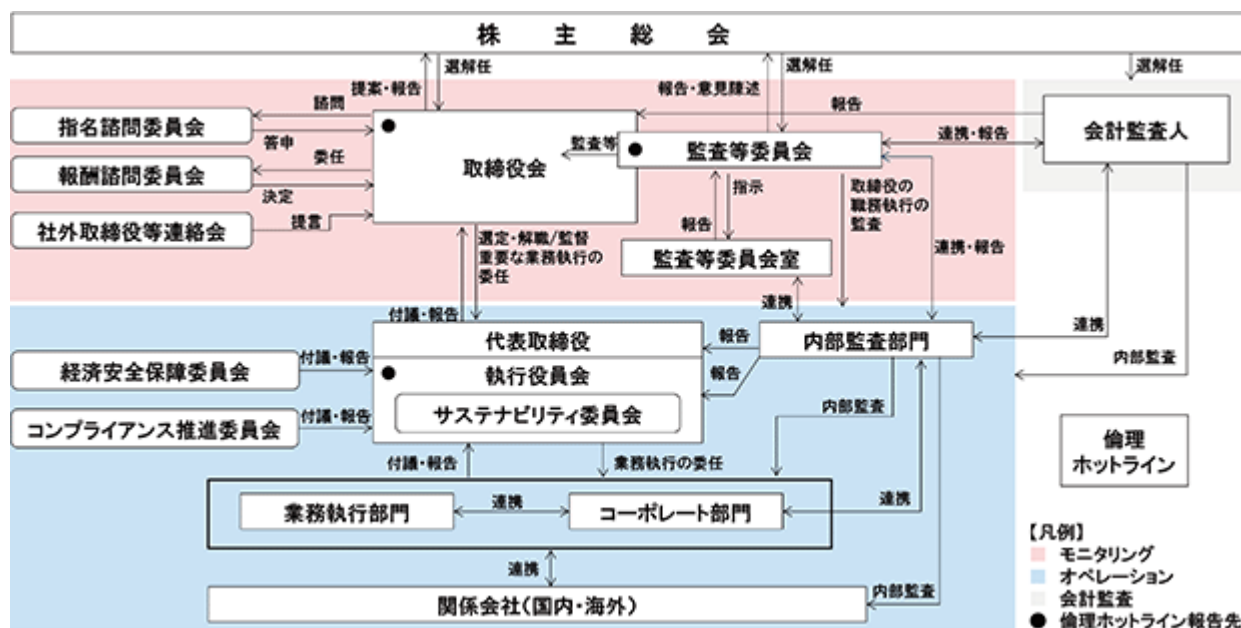 株主総会
選解任
提案・報告
報告・意見陳述
選解任
選解任
諮問
指名諮問委員会
答申
委任
報酬諮問委員会
決定
社外取締役等連絡会
提言
取締役会
監査等
監査等委員会
報告
連携・報告
会計監査人
指示
報告
取締役の
職務執行の
監査
連携・報告
監査等委員会室
選定・解職/監督
重要な業務執行の
委任
付議・報告
連携
連携
内部監査
代表取締役
執行役員会
サステナビリティ委員会
報告
報告
内部監査部門
経済安全保障委員会
付議・報告
コンプライアンス推進委員会
付議・報告
内部監査
付議・報告
業務執行の委任
業務執行部門
連携
コーポレート部門
連携
連携
内部監査
関係会社(国内・海外)
倫理
ホットライン
【凡例】
モニタリング
オペレーション
会計監査
倫理ホットライン報告先